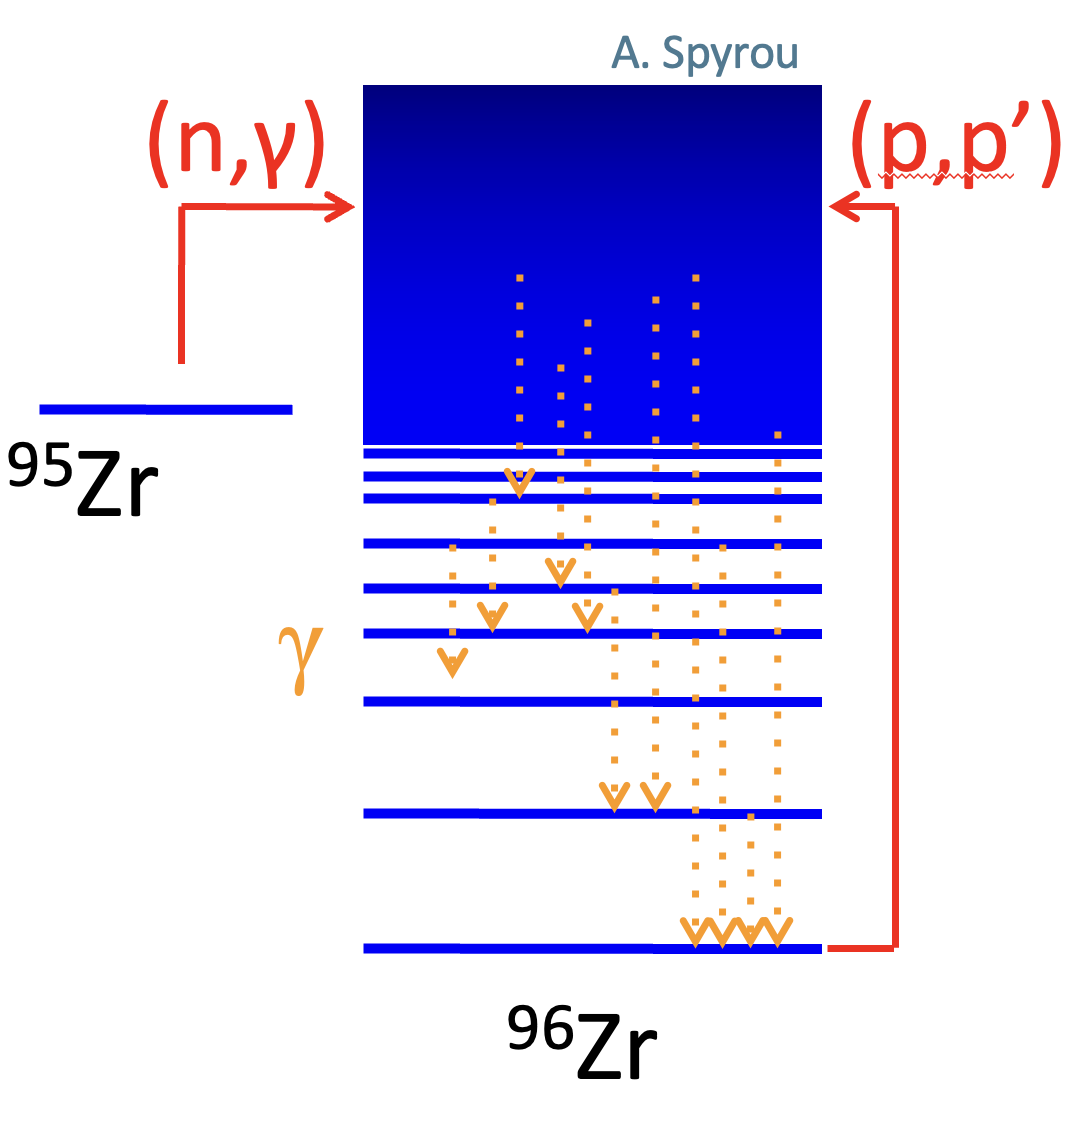 A. Spyrou
(n,γ)
(p,p’)
⁹⁵Zr
γ
⁹⁶Zr